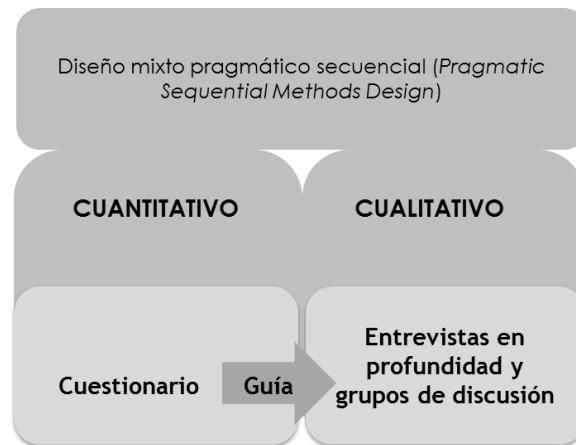 Diseño mixto pragmático secuencial (Pragmatic
Sequential Methods Design)
CUANTITATIVO
CUALITATIVO
Cuestionario
Guía
Entrevistas en
profundidad y
grupos de discusión